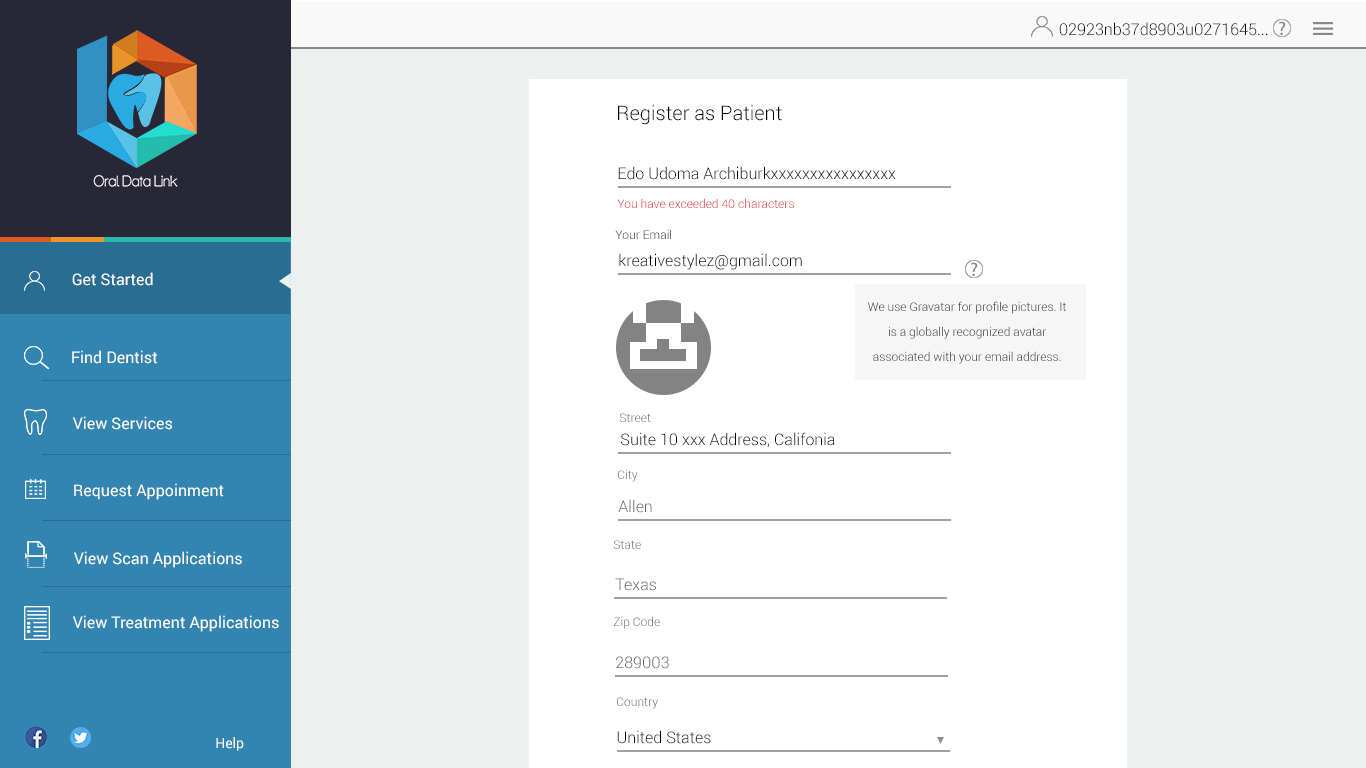 Oral Data Link
Get Started
Find Dentist
View Services
Request Appoinment
View Scan Applications
View Treatment Applications
Help
02923nb37d8903u0271645...
Register as Patient
Edo Udoma Archiburkxxxxxxxxxxxxxxxx
You have exceeded 40 characters
Your Email
kreativestylez@gmail.com
We use Gravatar for profile pictures. It
is a globally recognized avatar
associated with your email address.
Street
Suite 10 xxx Address, Califonia
City
Allen
State
Texas
Zip Code
289003
Country
United States